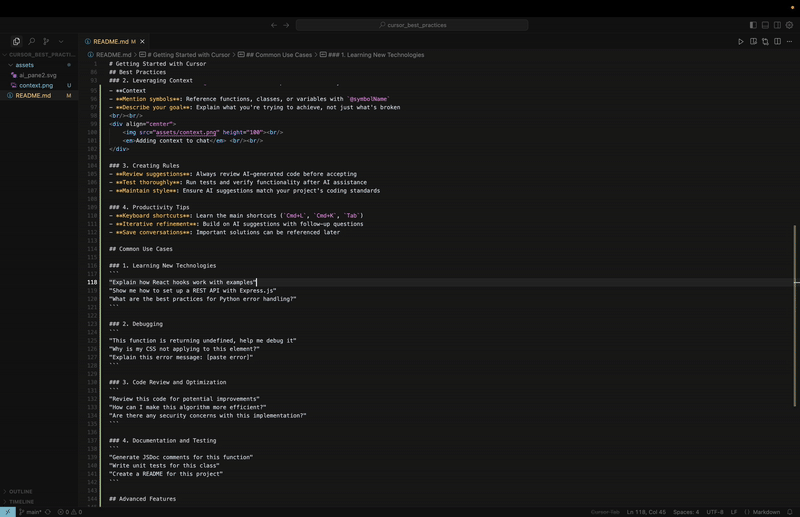 cursor_best_practices
README.md M
README.md > # Getting Started with Cursor > ## Common Use Cases > ### 1. Learning New Technologies
CURSOR_BEST_PRACTI...
assets
ai_pane2.svg
context.png U
README.md M
1 # Getting Started with Cursor
86 ## Best Practices
93 ### 2. Leveraging Context
95 - **Context
96 - **Mention symbols**: Reference functions, classes, or variables with `@symbolName`
97 - **Describe your goal**: Explain what you're trying to achieve, not just what's broken
98 <br/><br/>
99 <div align="center">
100 <img src="assets/context.png" height="100"><br/>
101 <em>Adding context to chat</em> <br/><br/>
102 </div>
103
104 ### 3. Creating Rules
105 - **Review suggestions**: Always review AI-generated code before accepting
106 - **Test thoroughly**: Run tests and verify functionality after AI assistance
107 - **Maintain style**: Ensure AI suggestions match your project's coding standards
108
109 ### 4. Productivity Tips
110 - **Keyboard shortcuts**: Learn the main shortcuts (`Cmd+L`, `Cmd+K`, `Tab`)
111 - **Iterative refinement**: Build on AI suggestions with follow-up questions
112 - **Save conversations**: Important solutions can be referenced later
113
114 ## Common Use Cases
115
116 ### 1. Learning New Technologies
117 ```
118 "Explain how React hooks work with examples"
119 "Show me how to set up a REST API with Express.js"
120 "What are the best practices for Python error handling?"
121 ```
122
123 ### 2. Debugging
124 ```
125 "This function is returning undefined, help me debug it"
126 "Why is my CSS not applying to this element?"
127 "Explain this error message: [paste error]"
128 ```
129
130 ### 3. Code Review and Optimization
131 ```
132 "Review this code for potential improvements"
133 "How can I make this algorithm more efficient?"
134 "Are there any security concerns with this implementation?"
135 ```
136
137 ### 4. Documentation and Testing
138 ```
139 "Generate JSDoc comments for this function"
140 "Write unit tests for this class"
141 "Create a README for this project"
142 ```
143
144 ## Advanced Features
OUTLINE
TIMELINE
main* 0 0 Cursor Tab Ln 118, Col 45 Spaces: 4 UTF-8 LF Markdown